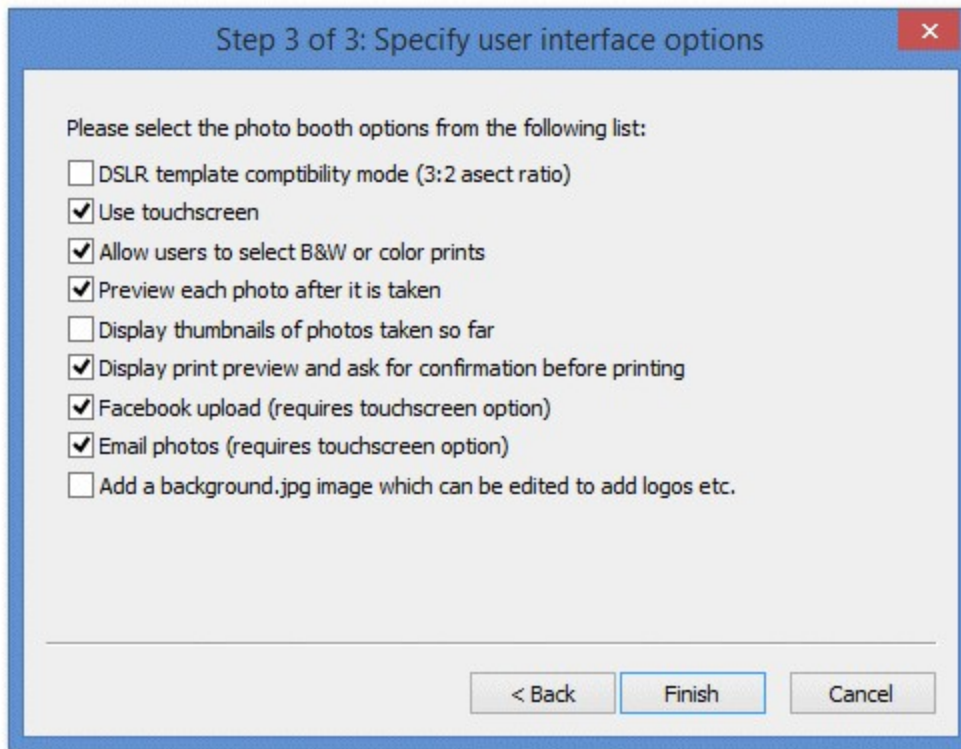 Step 3 of 3: Specify user interface options
Please select the photo booth options from the following list:
DSLR template comptibility mode (3:2 asect ratio)
Use touchscreen
Allow users to select B&W or color prints
Preview each photo after it is taken
Display thumbnails of photos taken so far
Display print preview and ask for confirmation before printing
Facebook upload (requires touchscreen option)
Email photos (requires touchscreen option)
Add a background.jpg image which can be edited to add logos etc.
< Back Finish Cancel